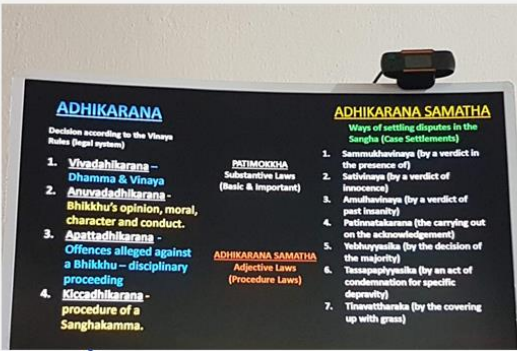 ADHIKARANA
Decision according to the Vinaya
Rules (legal system)
1. Vivadahikarana –
Dhamma & Vinaya
2. Anuvadadhikarana -
Bhikkhu's opinion, moral,
character and conduct.
3. Apattadhikarana -
Offences alleged against
a Bhikkhu – disciplinary
proceeding
4. Kiccadhikarana -
procedure of a
Sanghakamma.
PATIMOKKHA
Substantive Laws
(Basic & Important)
ADHIKARANA SAMATHA
Adjective Laws
(Procedure Laws)
ADHIKARANA SAMATHA
Ways of settling disputes in the
Sangha (Case Settlements)
1. Sammukhavinaya (by a verdict in
the presence of)
2. Sativinaya (by a verdict of
innocence)
3. Amulhavinaya (by a verdict of
past insanity)
4. Patinnatakarana (the carrying out
on the acknowledgement)
5. Yebhuyyasika (by the decision of
the majority)
6. Tassapapiyyasika (by an act of
condemnation for specific
depravity)
7. Tinavattharaka (by the covering
up with grass)